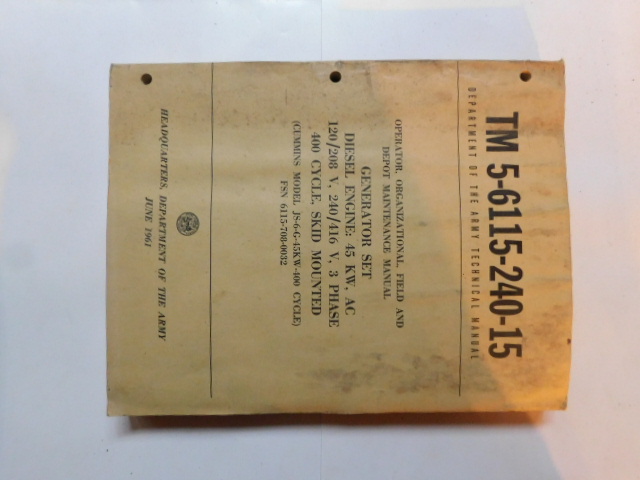 TM 5-6115-240-15
DEPARTMENT OF THE ARMY TECHNICAL MANUAL
OPERATOR, ORGANIZATIONAL, FIELD AND
DEPOT MAINTENANCE MANUAL
GENERATOR SET
DIESEL ENGINE: 45 KW, AC
120/208 V, 240/416 V, 3 PHASE
400 CYCLE, SKID MOUNTED
(CUMMINS MODEL JS-6-G-45KW-400 CYCLE)
FSN 6115-708-0032
HEADQUARTERS, DEPARTMENT OF THE ARMY
JUNE 1961